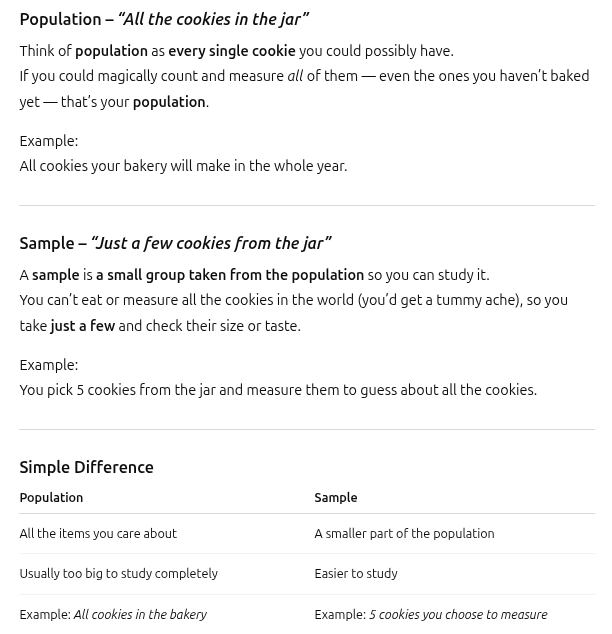 Population – “All the cookies in the jar”
Think of population as every single cookie you could possibly have.
If you could magically count and measure all of them — even the ones you haven’t baked
yet — that’s your population.
Example:
All cookies your bakery will make in the whole year.
Sample – “Just a few cookies from the jar”
A sample is a small group taken from the population so you can study it.
You can’t eat or measure all the cookies in the world (you’d get a tummy ache), so you
take just a few and check their size or taste.
Example:
You pick 5 cookies from the jar and measure them to guess about all the cookies.
Simple Difference
Population Sample
All the items you care about A smaller part of the population
Usually too big to study completely Easier to study
Example: All cookies in the bakery Example: 5 cookies you choose to measure